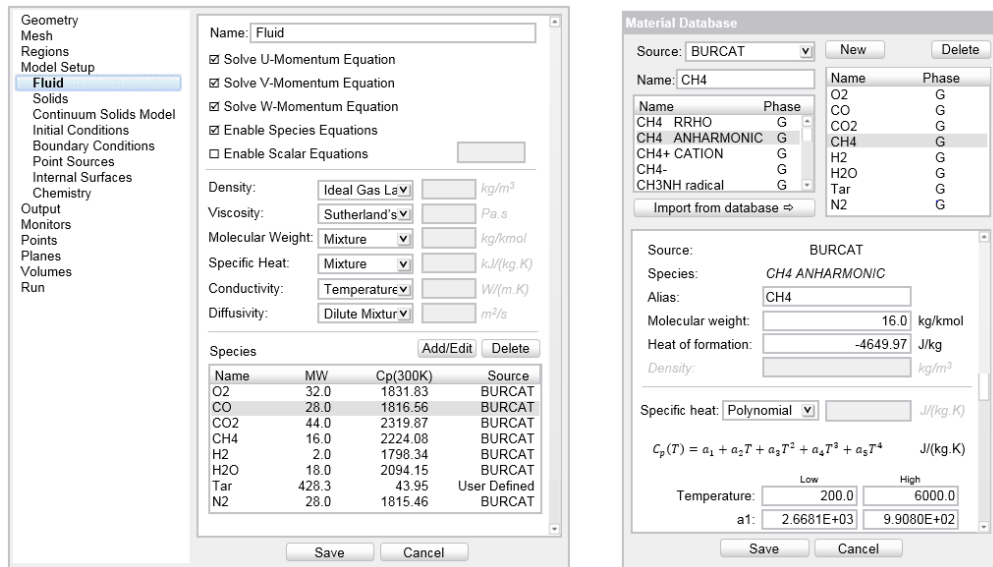 Geometry
Mesh
Regions
Model Setup
Fluid
Solids
Continuum Solids Model
Initial Conditions
Boundary Conditions
Point Sources
Internal Surfaces
Chemistry
Output
Monitors
Points
Planes
Volumes
Run
Name: Fluid
Solve U-Momentum Equation
Solve V-Momentum Equation
Solve W-Momentum Equation
Enable Species Equations
Enable Scalar Equations
Density: Ideal Gas La kg/m³
Viscosity: Sutherland's Pa.s
Molecular Weight: Mixture kg/kmol
Specific Heat: Mixture kJ/(kg.K)
Conductivity: Temperature W/(m.K)
Diffusivity: Dilute Mixtur m²/s
Species Add/Edit Delete
Name MW Cp(300K) Source
O2 32.0 1831.83 BURCAT
CO 28.0 1816.56 BURCAT
CO2 44.0 2319.87 BURCAT
CH4 16.0 2224.08 BURCAT
H2 2.0 1798.34 BURCAT
H2O 18.0 2094.15 BURCAT
Tar 428.3 43.95 User Defined
N2 28.0 1815.46 BURCAT
Save Cancel
Material Database
Source: BURCAT New Delete
Name: CH4
Name Phase
CH4 RRHO G
CH4 ANHARMONIC G
CH4+ CATION G
CH4- G
CH3NH radical G
Import from database ⇨
Name Phase
O2 G
CO G
CO2 G
CH4 G
H2 G
H2O G
Tar G
N2 G
Source: BURCAT
Species: CH4 ANHARMONIC
Alias: CH4
Molecular weight: 16.0 kg/kmol
Heat of formation: -4649.97 J/kg
Density: kg/m³
Specific heat: Polynomial J/(kg.K)
Cₚ(T) = a₁ + a₂T + a₃T² + a₄T³ + a₅T⁴ J/(kg.K)
Low High
Temperature: 200.0 6000.0
a1: 2.6681E+03 9.9080E+02
Save Cancel